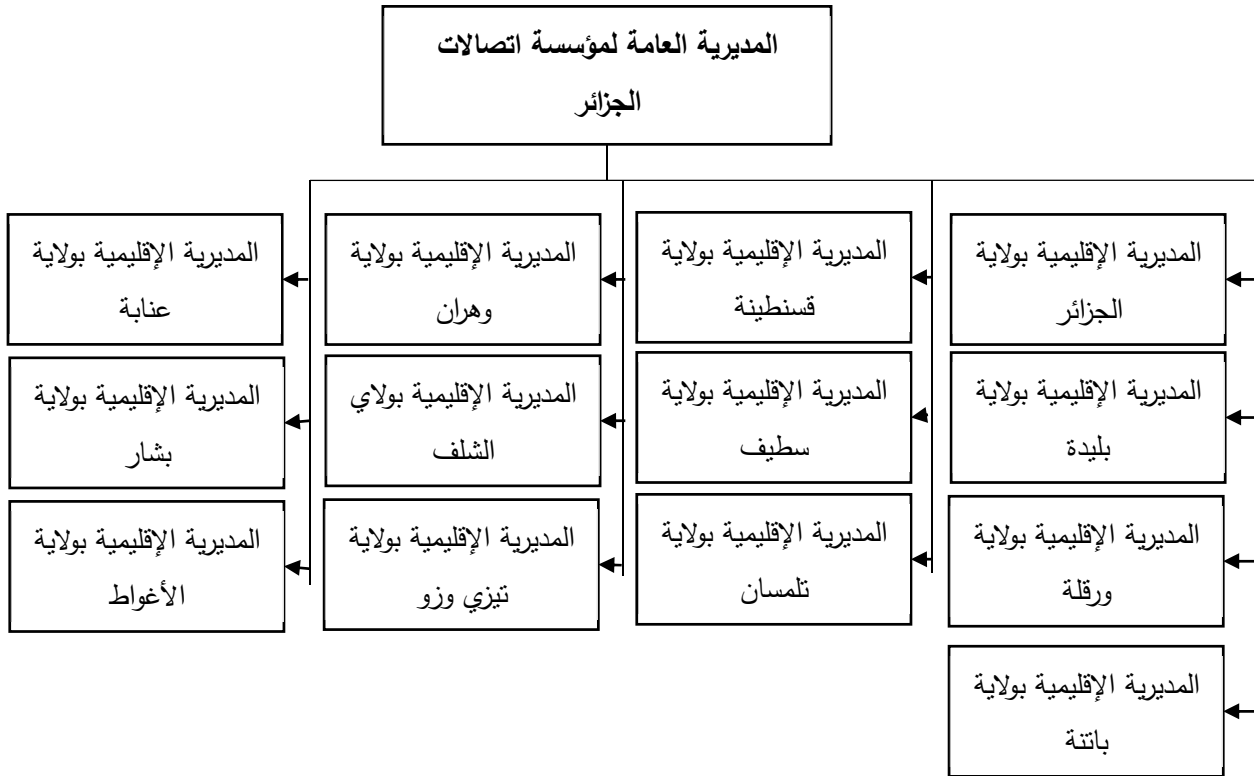 المديرية العامة لمؤسسة اتصالات
الجزائر
المديرية الإقليمية بولاية
الجزائر
المديرية الإقليمية بولاية
قسنطينة
المديرية الإقليمية بولاية
وهران
المديرية الإقليمية بولاية
عنابة
المديرية الإقليمية بولاية
بليدة
المديرية الإقليمية بولاية
سطيف
المديرية الإقليمية بولاي
الشلف
المديرية الإقليمية بولاية
بشار
المديرية الإقليمية بولاية
ورقلة
المديرية الإقليمية بولاية
تلمسان
المديرية الإقليمية بولاية
تيزي وزو
المديرية الإقليمية بولاية
الأغواط
المديرية الإقليمية بولاية
باتنة